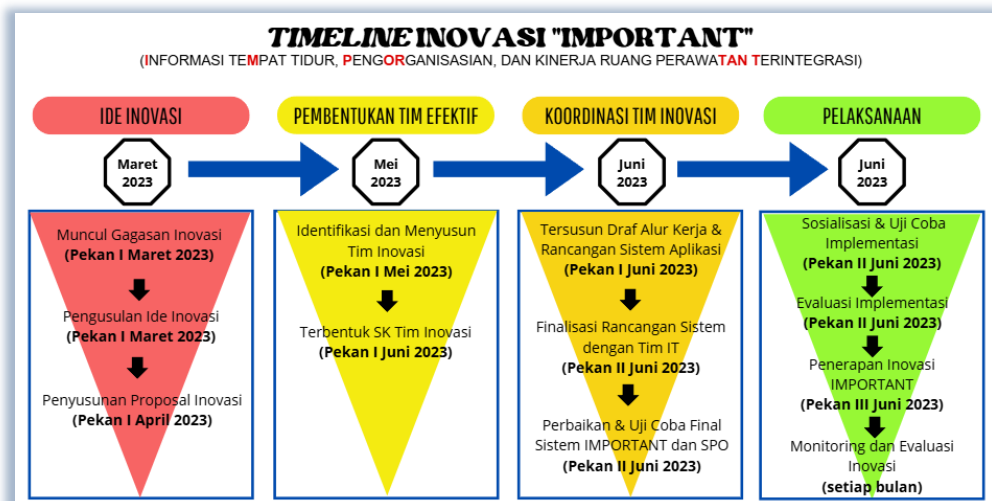 TIMELINE INOVASI "IMPORTANT"
(INFORMASI TEMPAT TIDUR, PENGORGANISASIAN, DAN KINERJA RUANG PERAWATAN TERINTEGRASI)
IDE INOVASI
Maret
2023
Muncul Gagasan Inovasi
(Pekan I Maret 2023)
Pengusulan Ide Inovasi
(Pekan I Maret 2023)
Penyusunan Proposal Inovasi
(Pekan I April 2023)
PEMBENTUKAN TIM EFEKTIF
Mei
2023
Identifikasi dan Menyusun
Tim Inovasi
(Pekan I Mei 2023)
Terbentuk SK Tim Inovasi
(Pekan I Juni 2023)
KOORDINASI TIM INOVASI
Juni
2023
Tersusun Draf Alur Kerja &
Rancangan Sistem Aplikasi
(Pekan I Juni 2023)
Finalisasi Rancangan Sistem
dengan Tim IT
(Pekan II Juni 2023)
Perbaikan & Uji Coba Final
Sistem IMPORTANT dan SPO
(Pekan II Juni 2023)
PELAKSANAAN
Juni
2023
Sosialisasi & Uji Coba
Implementasi
(Pekan II Juni 2023)
Evaluasi Implementasi
(Pekan II Juni 2023)
Penerapan Inovasi
IMPORTANT
(Pekan III Juni 2023)
Monitoring dan Evaluasi
Inovasi
(setiap bulan)